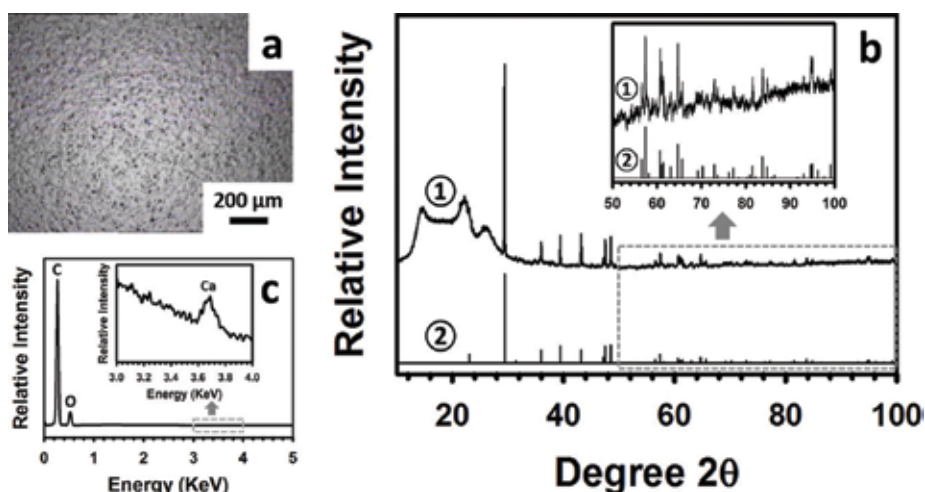 a
200 µm
b
Relative Intensity
①
②
20 40 60 80 100
Degree 2θ
①
②
50 60 70 80 90 100
c
Relative Intensity
C
O
0 1 2 3 4 5
Energy (KeV)
Relative Intensity
Ca
3.0 3.2 3.4 3.6 3.8 4.0
Energy (KeV)